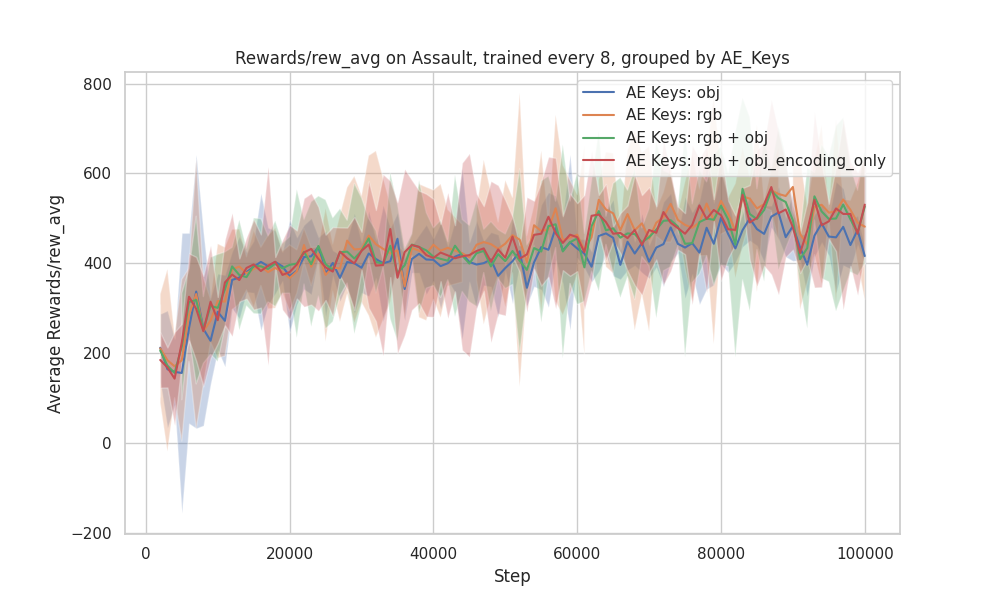 Rewards/rew_avg on Assault, trained every 8, grouped by AE_Keys
AE Keys: obj
AE Keys: rgb
AE Keys: rgb + obj
AE Keys: rgb + obj_encoding_only
Average Rewards/rew_avg
800
600
400
200
0
−200
0
20000
40000
60000
80000
100000
Step